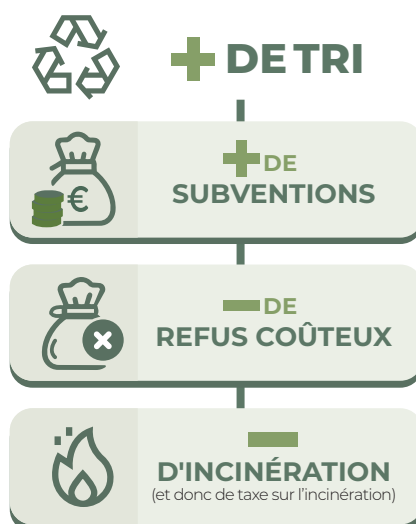 + DE TRI
+ DE
SUBVENTIONS
€
- DE
REFUS COÛTEUX
-
D'INCINÉRATION
(et donc de taxe sur l'incinération)